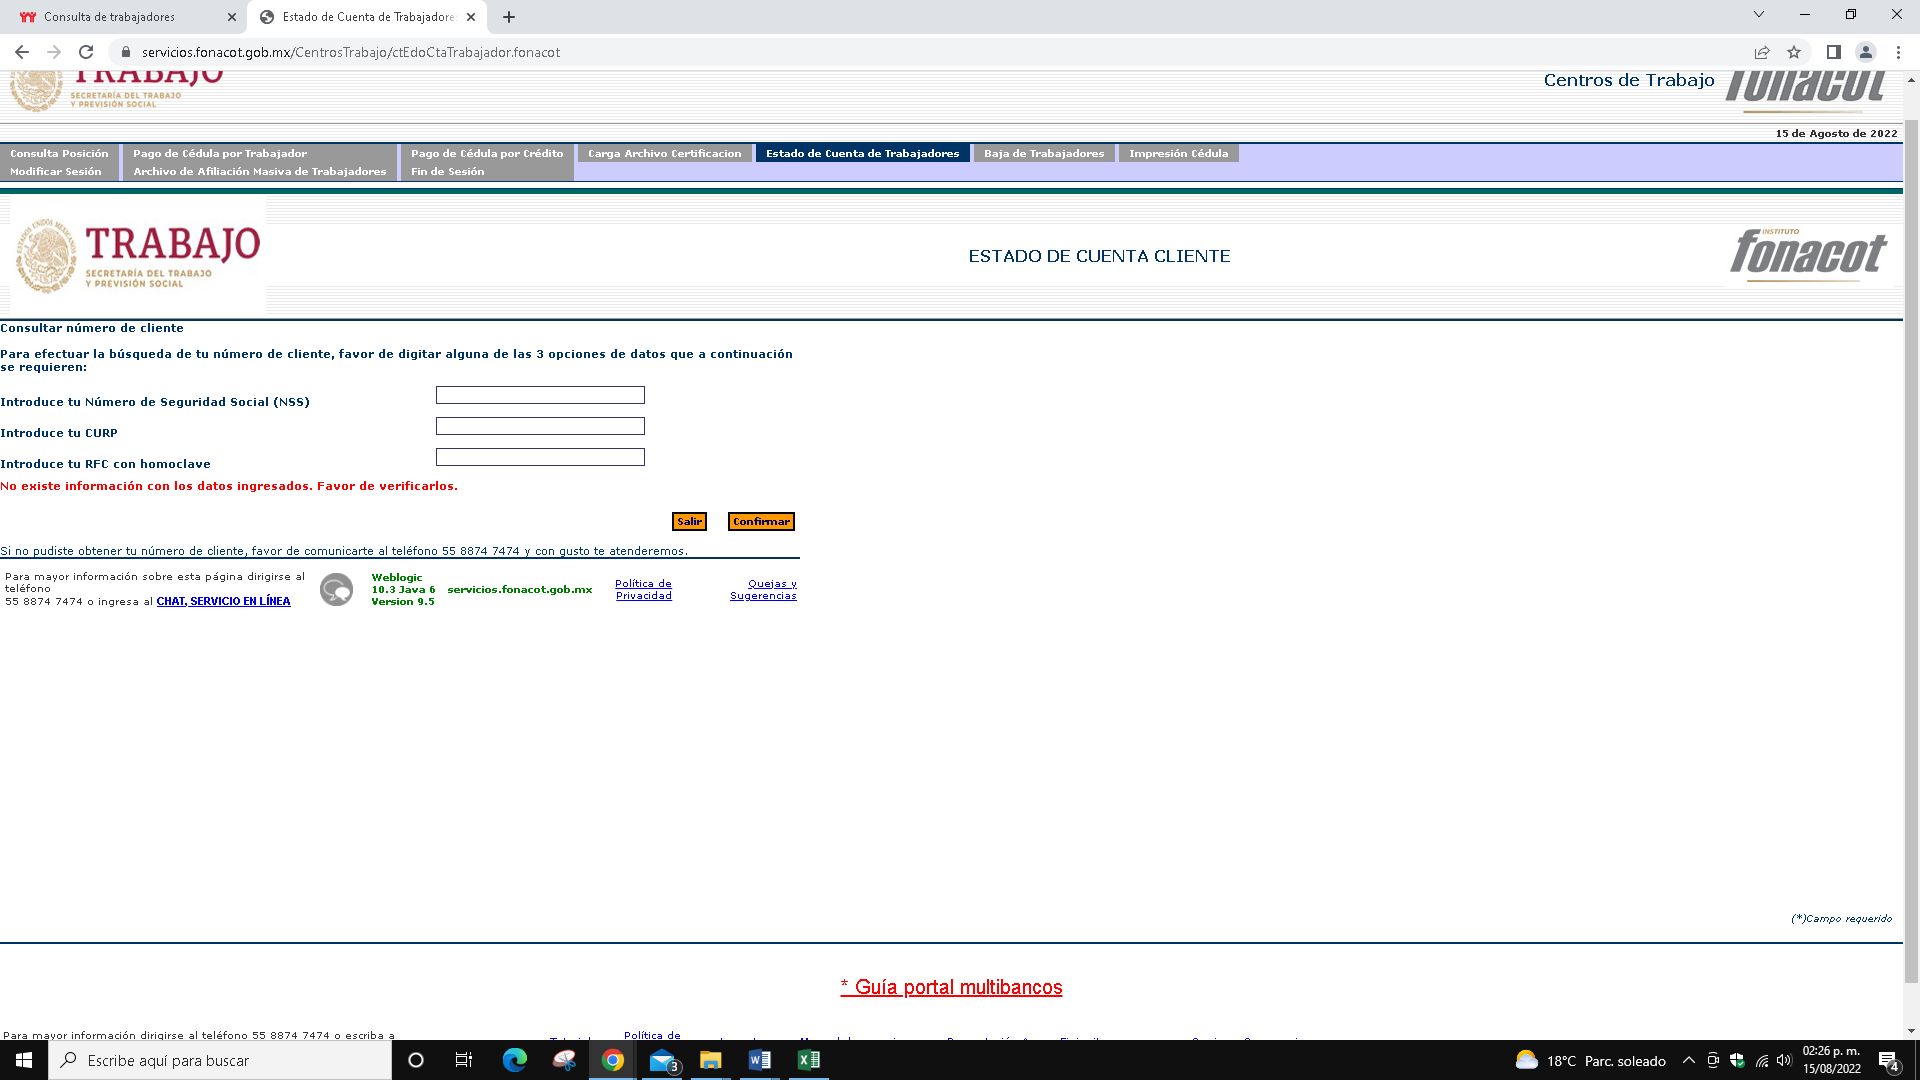 Consulta de trabajadores
Estado de Cuenta de Trabajadore
servicios.fonacot.gob.mx/CentrosTrabajo/ctEdoCtaTrabajador.fonacot
TRABAJO
SECRETARÍA DEL TRABAJO
Y PREVISIÓN SOCIAL
Centros de Trabajo
fonacot
15 de Agosto de 2022
Consulta Posición
Pago de Cédula por Trabajador
Pago de Cédula por Crédito
Carga Archivo Certificacion
Estado de Cuenta de Trabajadores
Baja de Trabajadores
Impresión Cédula
Modificar Sesión
Archivo de Afiliación Masiva de Trabajadores
Fin de Sesión
TRABAJO
SECRETARÍA DEL TRABAJO
Y PREVISIÓN SOCIAL
ESTADO DE CUENTA CLIENTE
INSTITUTO
fonacot
Consultar número de cliente
Para efectuar la búsqueda de tu número de cliente, favor de digitar alguna de las 3 opciones de datos que a continuación
se requieren:
Introduce tu Número de Seguridad Social (NSS)
Introduce tu CURP
Introduce tu RFC con homoclave
No existe información con los datos ingresados. Favor de verificarlos.
Salir
Confirmar
Si no pudiste obtener tu número de cliente, favor de comunicarte al teléfono 55 8874 7474 y con gusto te atenderemos.
Para mayor información sobre esta página dirigirse al
teléfono
55 8874 7474 o ingresa al CHAT, SERVICIO EN LÍNEA
Weblogic
10.3 Java 6
Version 9.5
servicios.fonacot.gob.mx
Política de
Privacidad
Quejas y
Sugerencias
(*)Campo requerido
* Guía portal multibancos
Para mayor información dirigirse al teléfono 55 8874 7474 o escriba a
Política de
Escribe aquí para buscar
3
18°C Parc. soleado
02:26 p. m.
15/08/2022
4